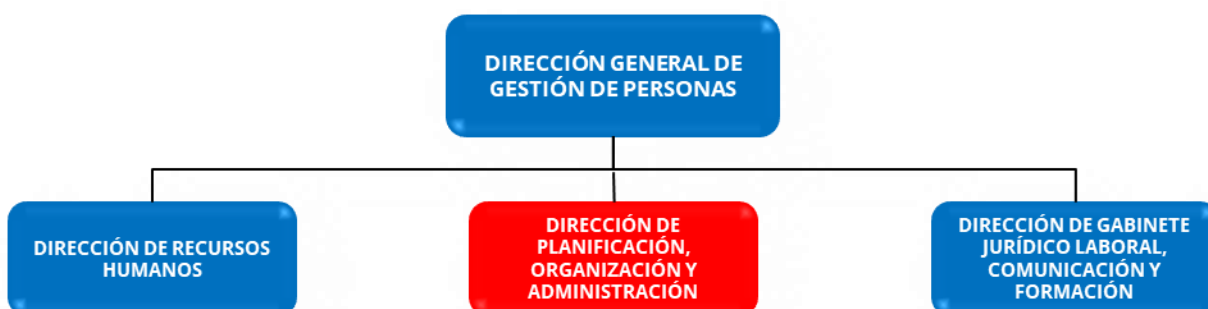 DIRECCIÓN GENERAL DE
GESTIÓN DE PERSONAS
DIRECCIÓN DE RECURSOS
HUMANOS
DIRECCIÓN DE
PLANIFICACIÓN,
ORGANIZACIÓN Y
ADMINISTRACIÓN
DIRECCIÓN DE GABINETE
JURÍDICO LABORAL,
COMUNICACIÓN Y
FORMACIÓN